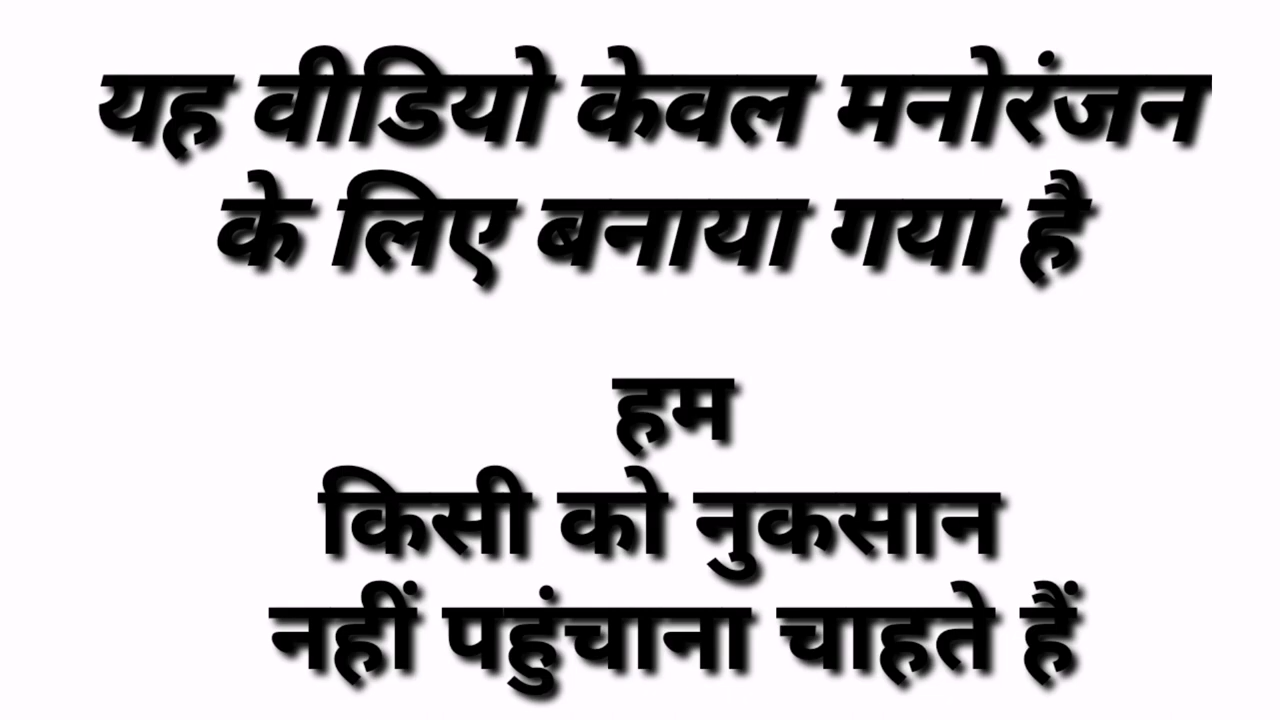 यह वीडियो केवल मनोरंजन
के लिए बनाया गया है
हम
किसी को नुकसान
नहीं पहुंचाना चाहते हैं